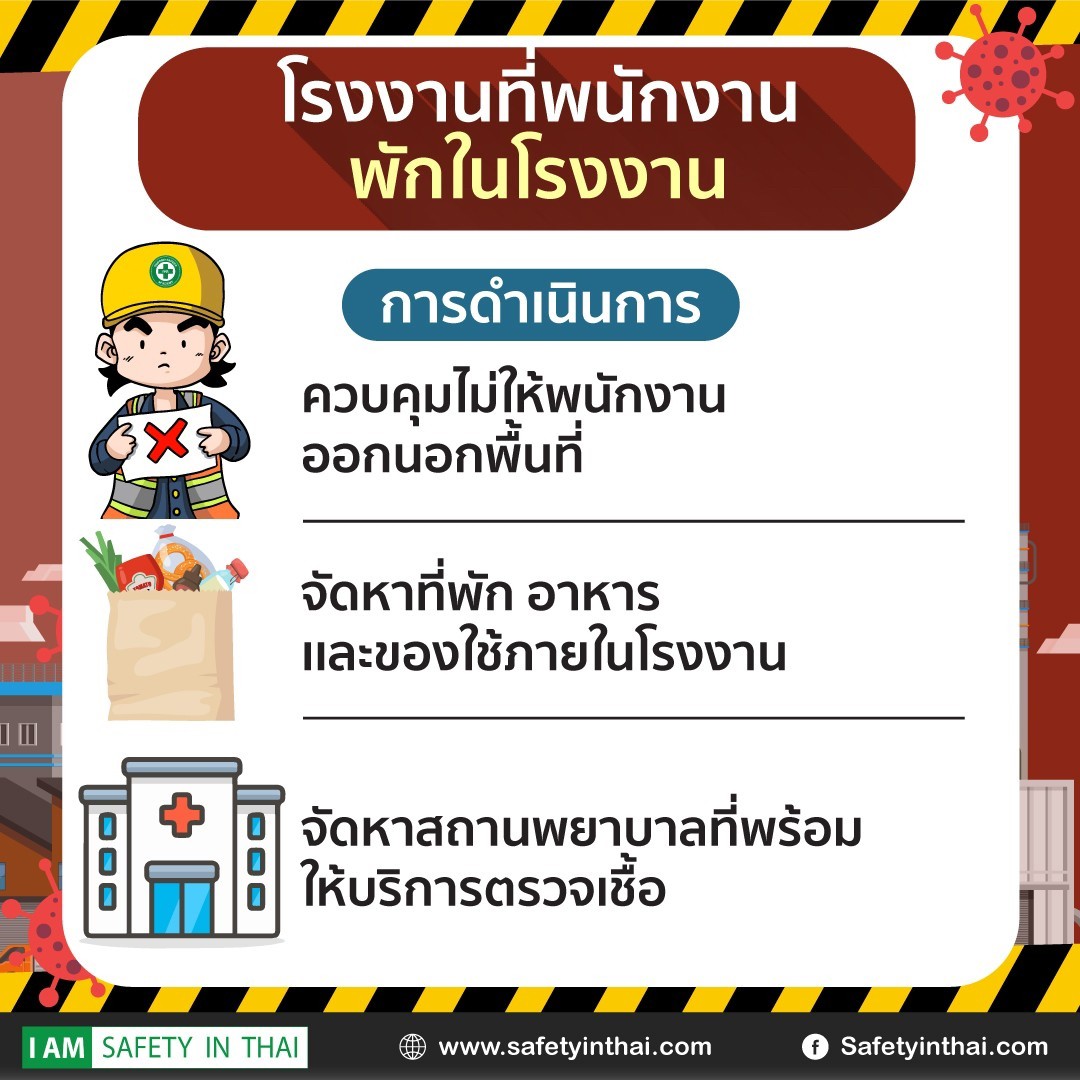 โรงงานที่พนักงาน
พักในโรงงาน
การดำเนินการ
ควบคุมไม่ให้พนักงาน
ออกนอกพื้นที่
จัดหาที่พัก อาหาร
และของใช้ภายในโรงงาน
จัดหาสถานพยาบาลที่พร้อม
ให้บริการตรวจเชื้อ
I AM SAFETY IN THAI
www.safetyinthai.com
Safetyinthai.com